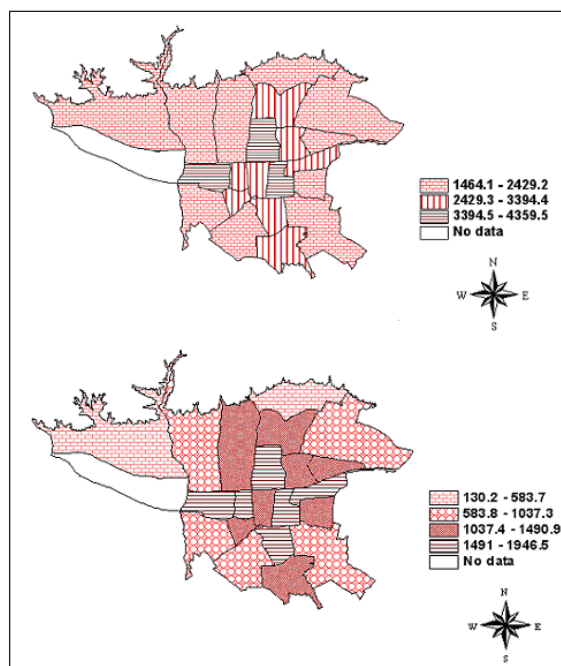 1464.1 - 2429.2
2429.3 - 3394.4
3394.5 - 4359.5
No data
N
W E
S
130.2 - 583.7
583.8 - 1037.3
1037.4 - 1490.9
1491 - 1946.5
No data
N
W E
S